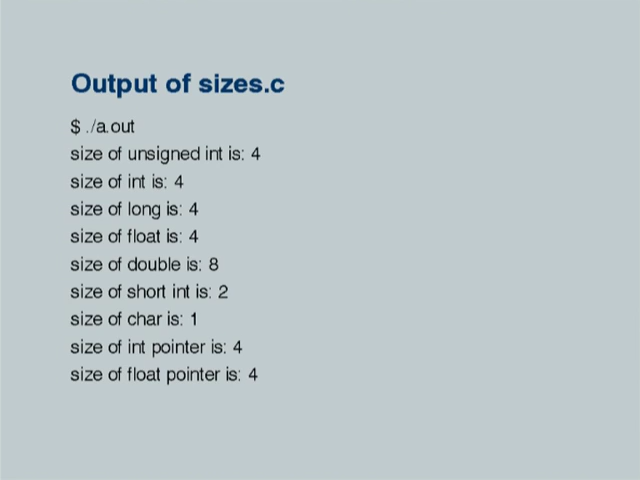 Output of sizes.c
$ ./a.out
size of unsigned int is: 4
size of int is: 4
size of long is: 4
size of float is: 4
size of double is: 8
size of short int is: 2
size of char is: 1
size of int pointer is: 4
size of float pointer is: 4